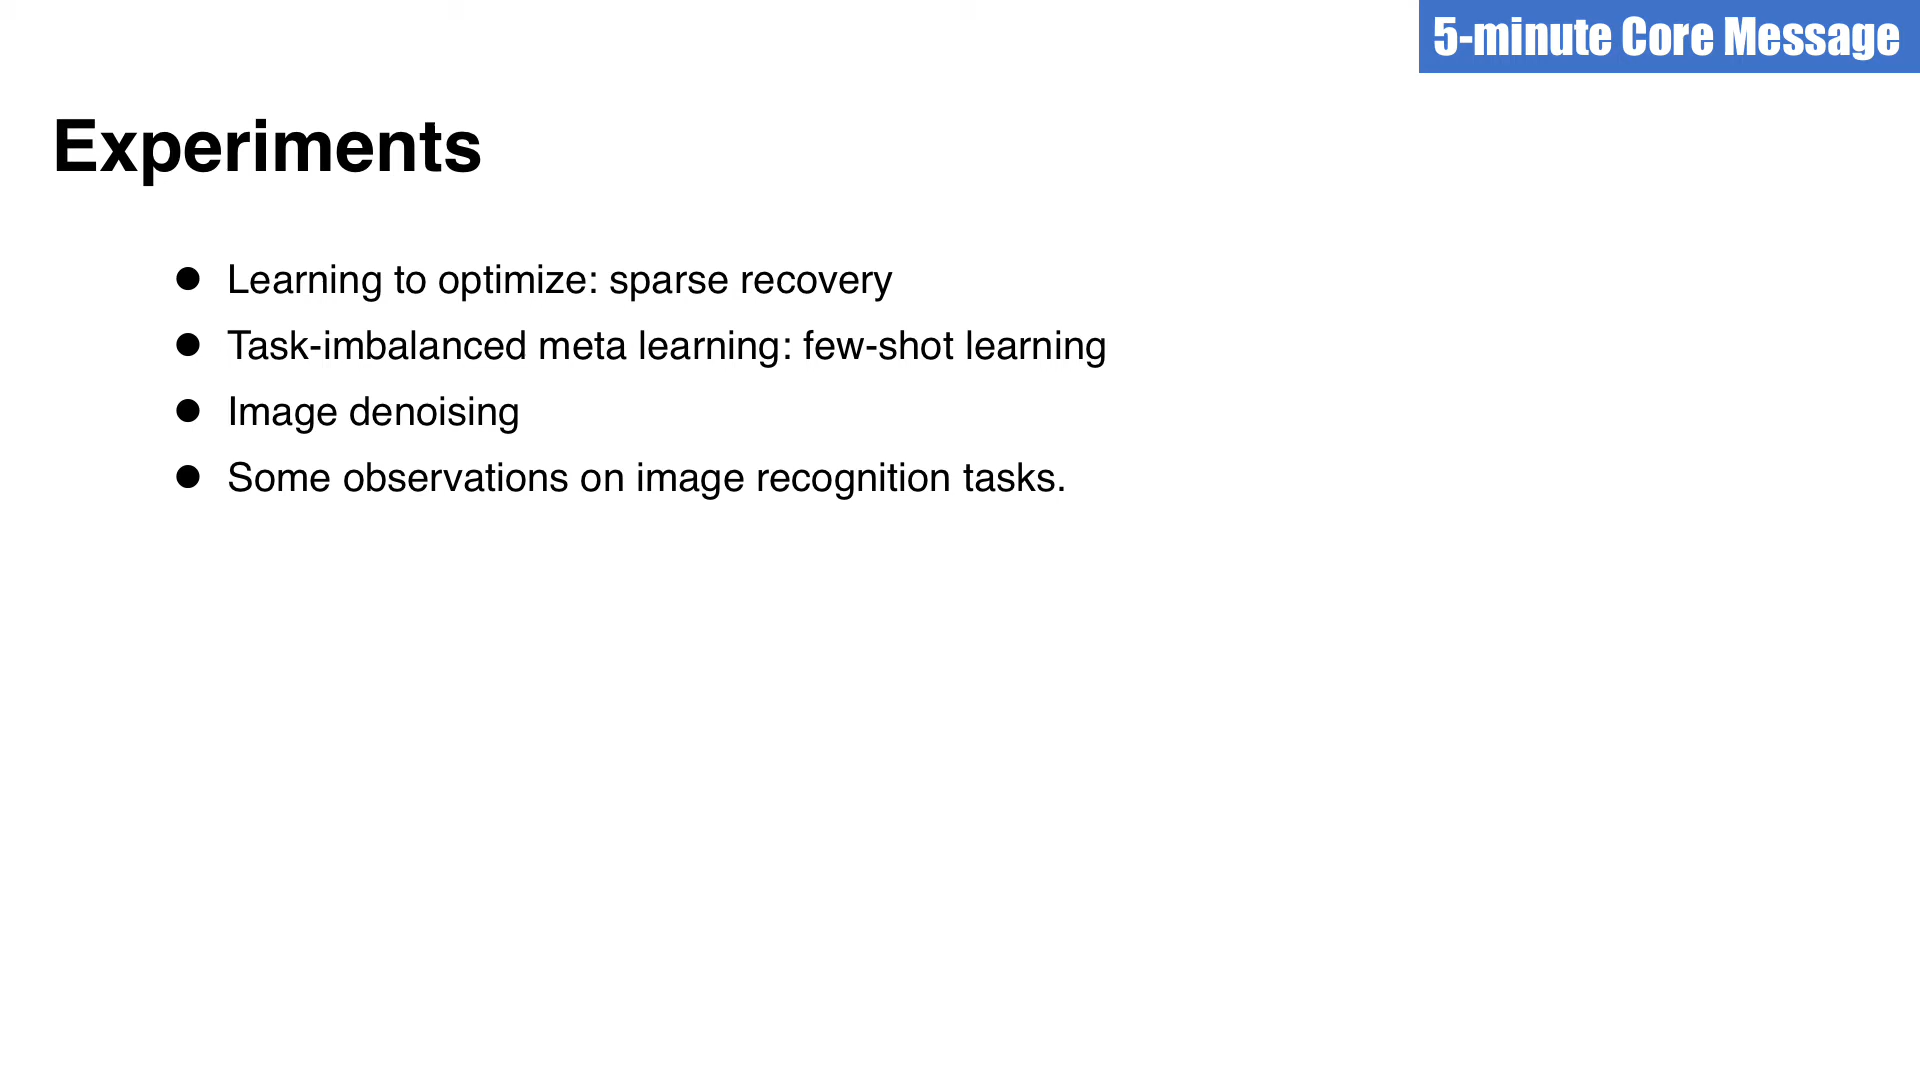 5-minute Core Message
Experiments
● Learning to optimize: sparse recovery
● Task-imbalanced meta learning: few-shot learning
● Image denoising
● Some observations on image recognition tasks.